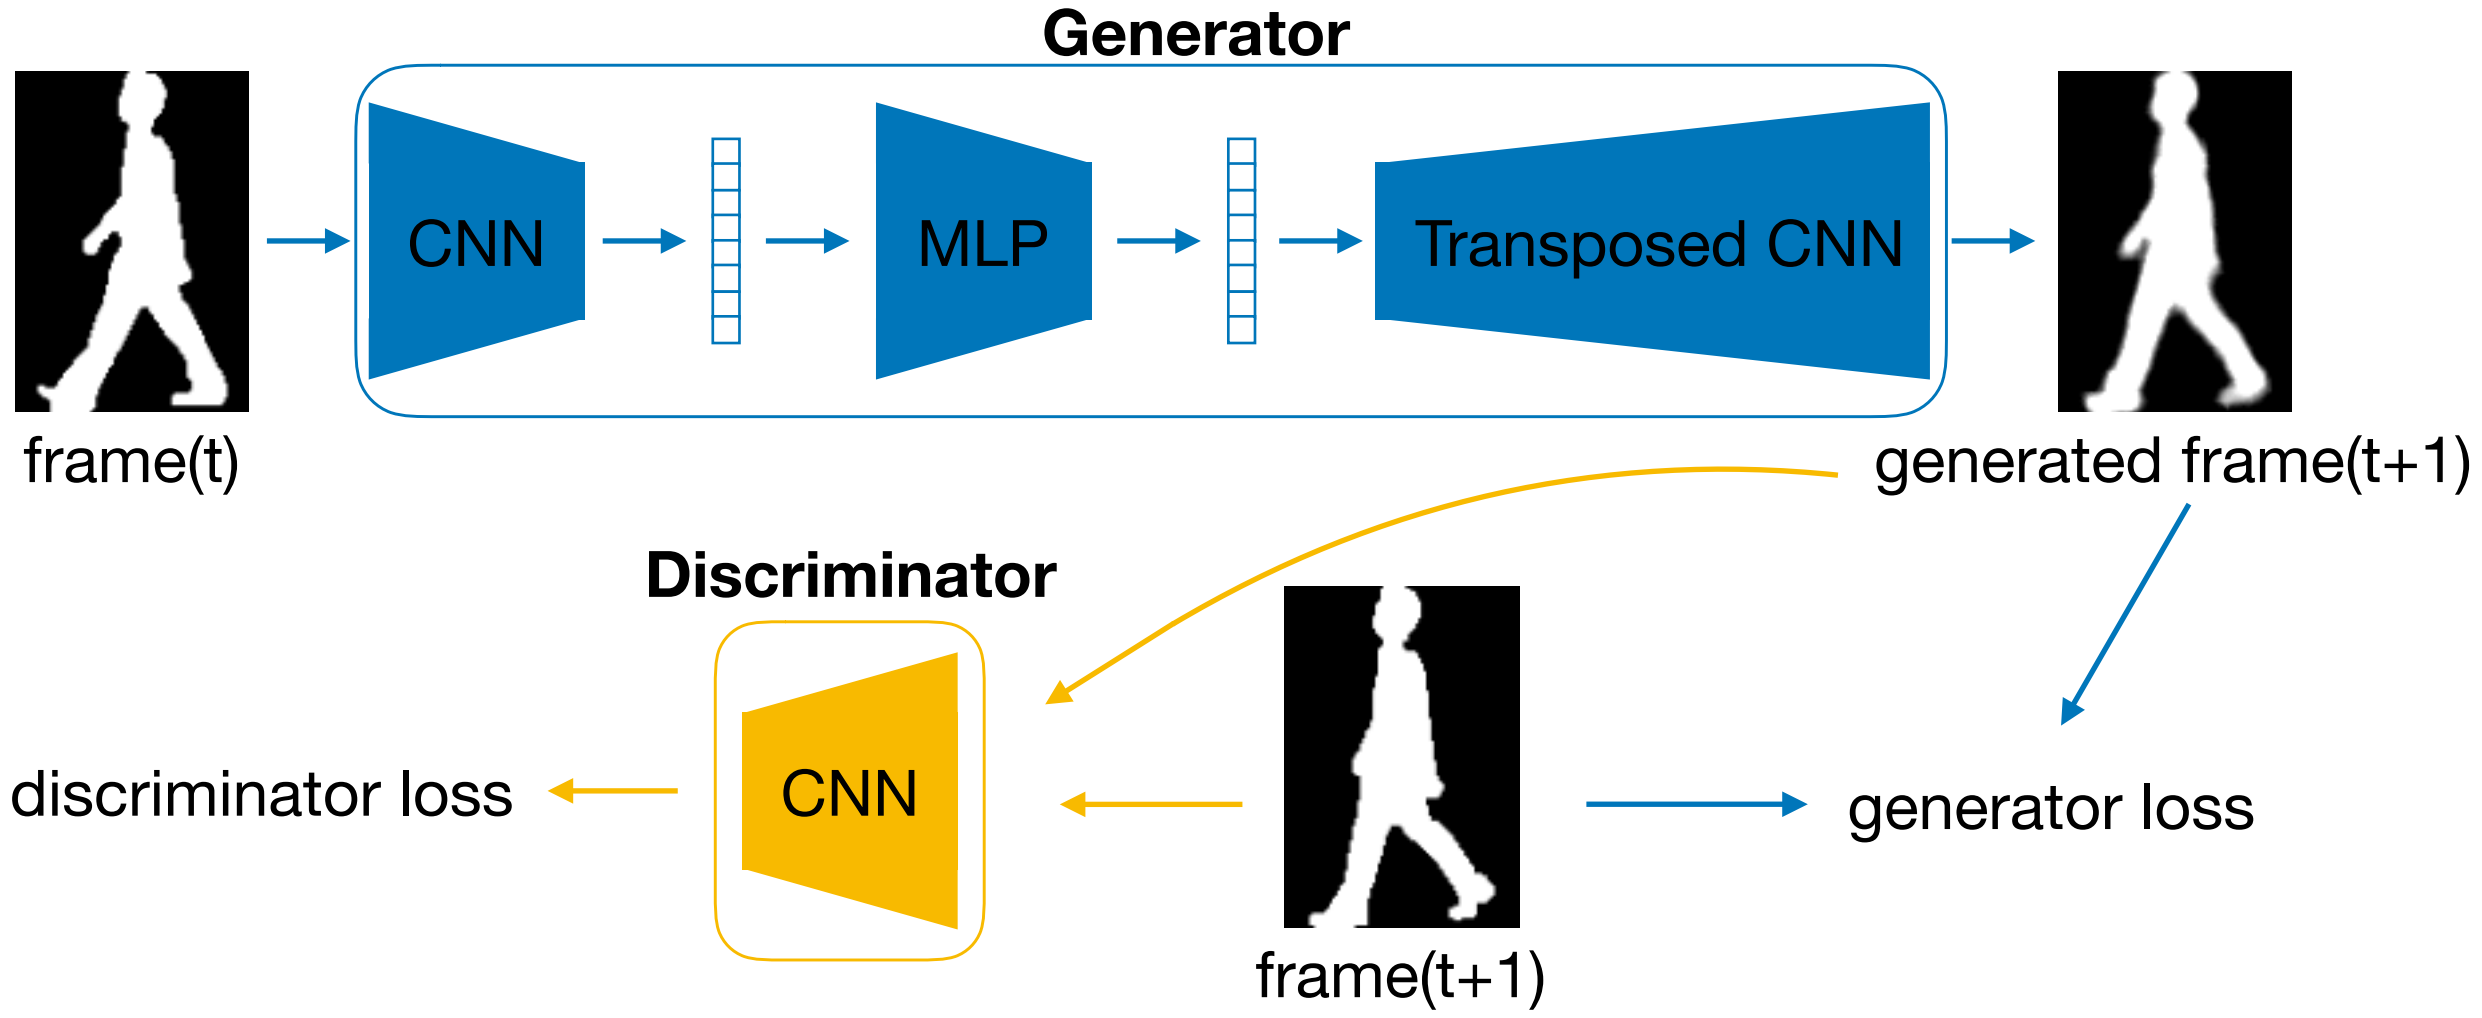 Generator
CNN
MLP
Transposed CNN
frame(t)
generated frame(t+1)
Discriminator
CNN
discriminator loss
generator loss
frame(t+1)